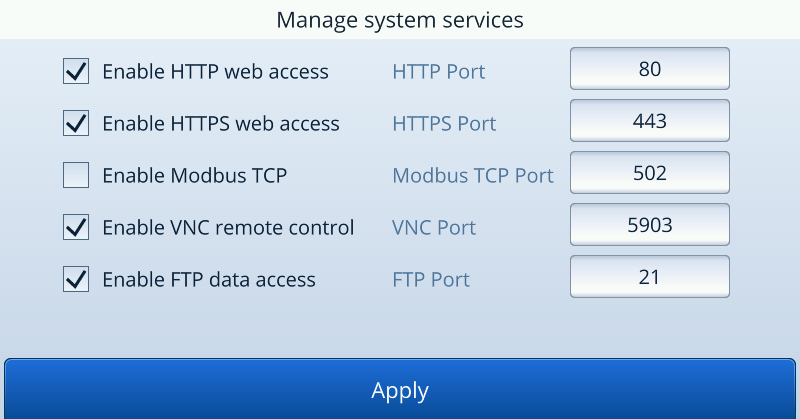 Manage system services
Enable HTTP web access HTTP Port 80
Enable HTTPS web access HTTPS Port 443
Enable Modbus TCP Modbus TCP Port 502
Enable VNC remote control VNC Port 5903
Enable FTP data access FTP Port 21
Apply